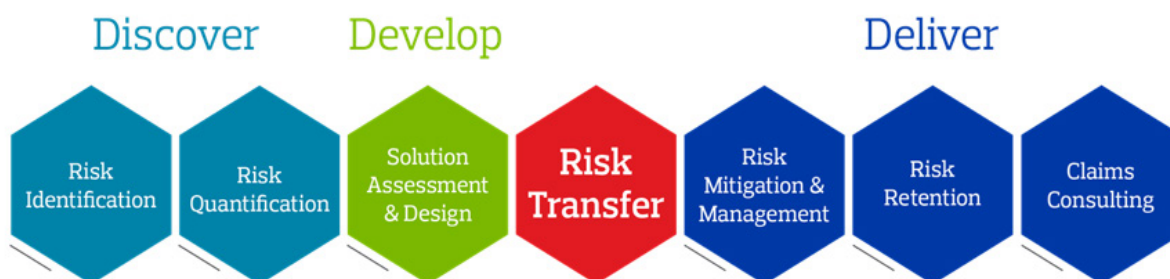 Discover
Develop
Deliver
Risk
Identification
Risk
Quantification
Solution
Assessment
& Design
Risk
Transfer
Risk
Mitigation &
Management
Risk
Retention
Claims
Consulting